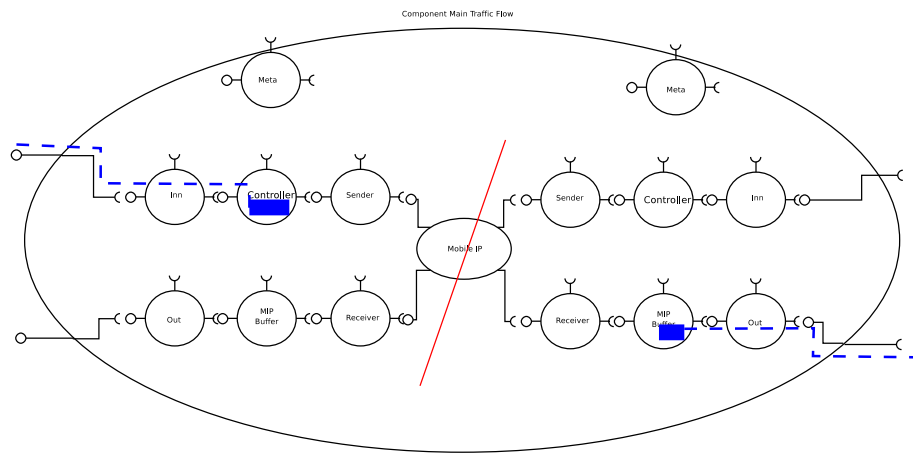 Component Main Traffic Flow
Meta
Meta
Inn
Controller
Sender
Sender
Controller
Inn
Mobile IP
Out
MIP
Buffer
Receiver
Receiver
MIP
Buffer
Out